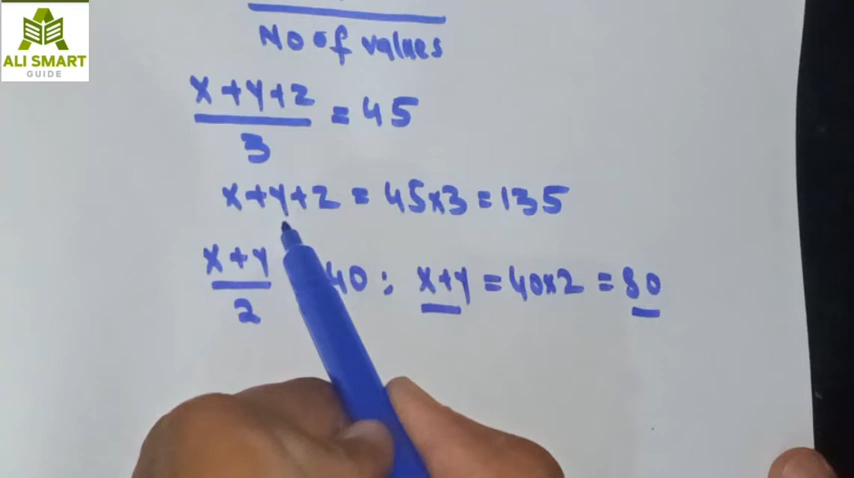 ALI SMART
GUIDE
No of values
x+y+z / 3 = 45
x+y+z = 45x3 = 135
x+y / 2 = 40 : x+y = 40x2 = 80